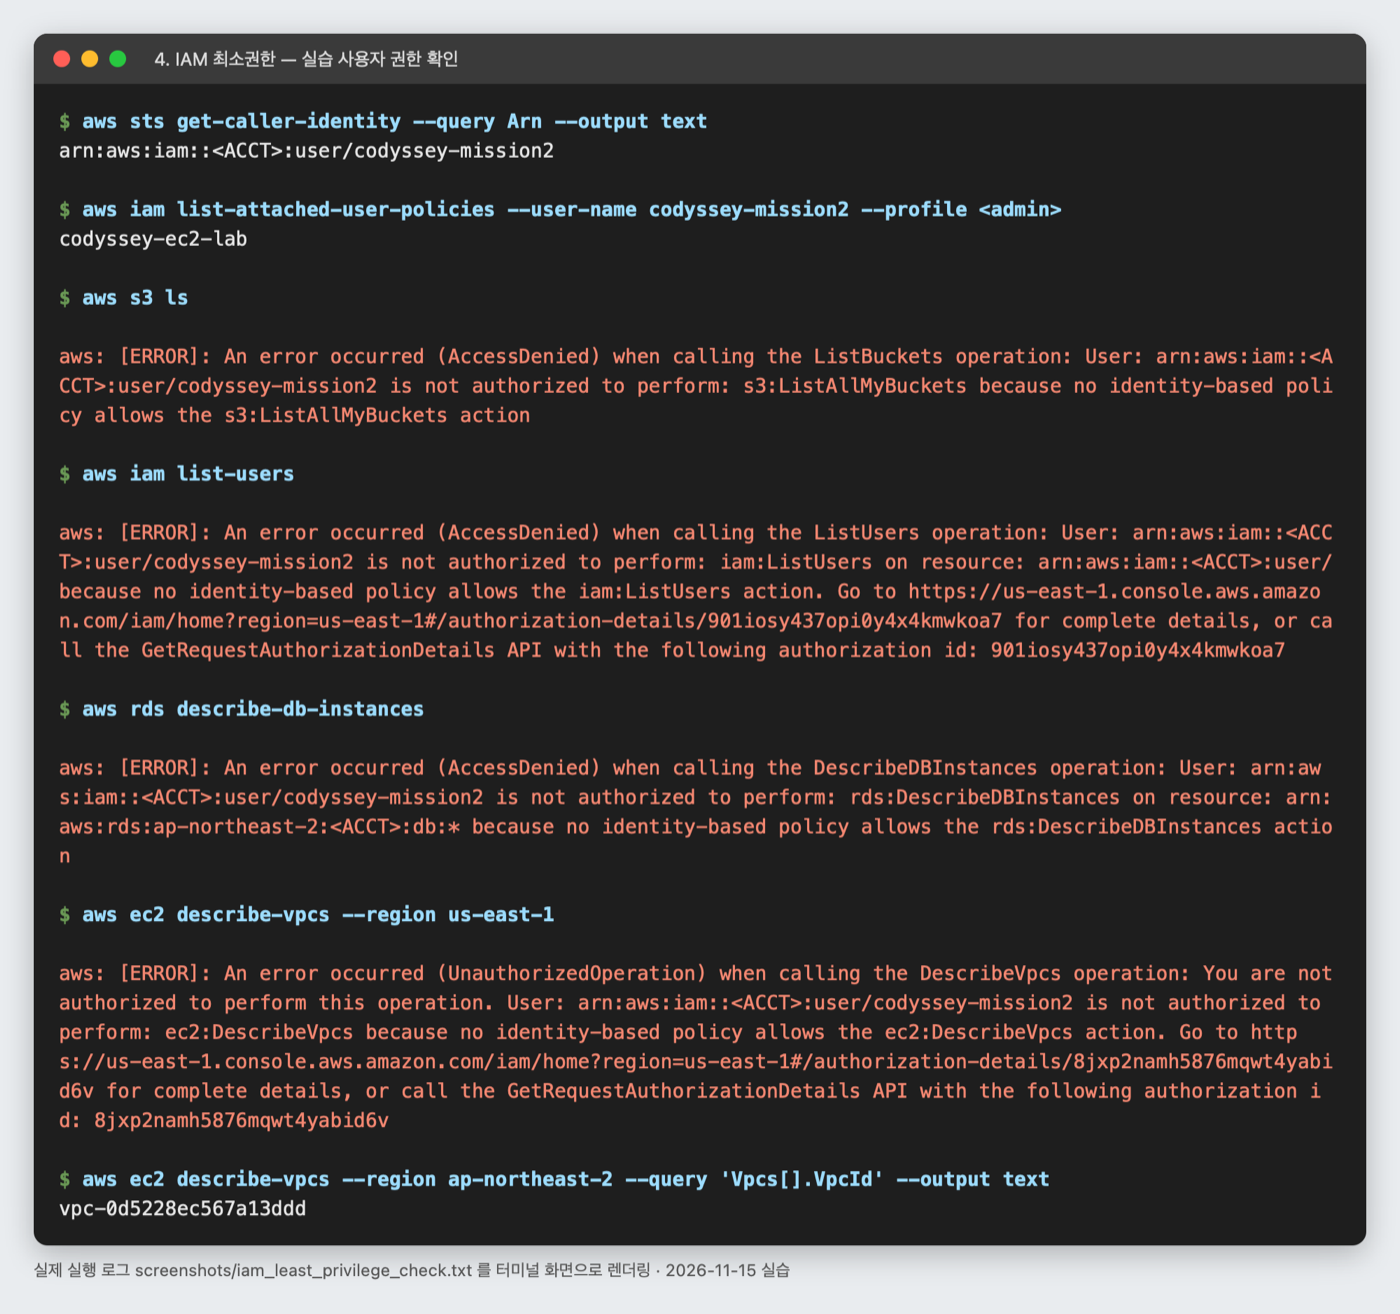 4. IAM 최소권한 — 실습 사용자 권한 확인
$ aws sts get-caller-identity --query Arn --output text
arn:aws:iam::<ACCT>:user/codyssey-mission2
$ aws iam list-attached-user-policies --user-name codyssey-mission2 --profile <admin>
codyssey-ec2-lab
$ aws s3 ls
aws: [ERROR]: An error occurred (AccessDenied) when calling the ListBuckets operation: User: arn:aws:iam::<A
CCT>:user/codyssey-mission2 is not authorized to perform: s3:ListAllMyBuckets because no identity-based poli
cy allows the s3:ListAllMyBuckets action
$ aws iam list-users
aws: [ERROR]: An error occurred (AccessDenied) when calling the ListUsers operation: User: arn:aws:iam::<ACC
T>:user/codyssey-mission2 is not authorized to perform: iam:ListUsers on resource: arn:aws:iam::<ACCT>:user/
because no identity-based policy allows the iam:ListUsers action. Go to https://us-east-1.console.aws.amazo
n.com/iam/home?region=us-east-1#/authorization-details/901iosy437opi0y4x4kmwkoa7 for complete details, or ca
ll the GetRequestAuthorizationDetails API with the following authorization id: 901iosy437opi0y4x4kmwkoa7
$ aws rds describe-db-instances
aws: [ERROR]: An error occurred (AccessDenied) when calling the DescribeDBInstances operation: User: arn:aw
s:iam::<ACCT>:user/codyssey-mission2 is not authorized to perform: rds:DescribeDBInstances on resource: arn:
aws:rds:ap-northeast-2:<ACCT>:db:* because no identity-based policy allows the rds:DescribeDBInstances actio
n
$ aws ec2 describe-vpcs --region us-east-1
aws: [ERROR]: An error occurred (UnauthorizedOperation) when calling the DescribeVpcs operation: You are not
authorized to perform this operation. User: arn:aws:iam::<ACCT>:user/codyssey-mission2 is not authorized to
perform: ec2:DescribeVpcs because no identity-based policy allows the ec2:DescribeVpcs action. Go to http
s://us-east-1.console.aws.amazon.com/iam/home?region=us-east-1#/authorization-details/8jxp2namh5876mqwt4yabi
d6v for complete details, or call the GetRequestAuthorizationDetails API with the following authorization i
d: 8jxp2namh5876mqwt4yabid6v
$ aws ec2 describe-vpcs --region ap-northeast-2 --query 'Vpcs[].VpcId' --output text
vpc-0d5228ec567a13ddd
실제 실행 로그 screenshots/iam_least_privilege_check.txt 를 터미널 화면으로 렌더링 · 2026-11-15 실습